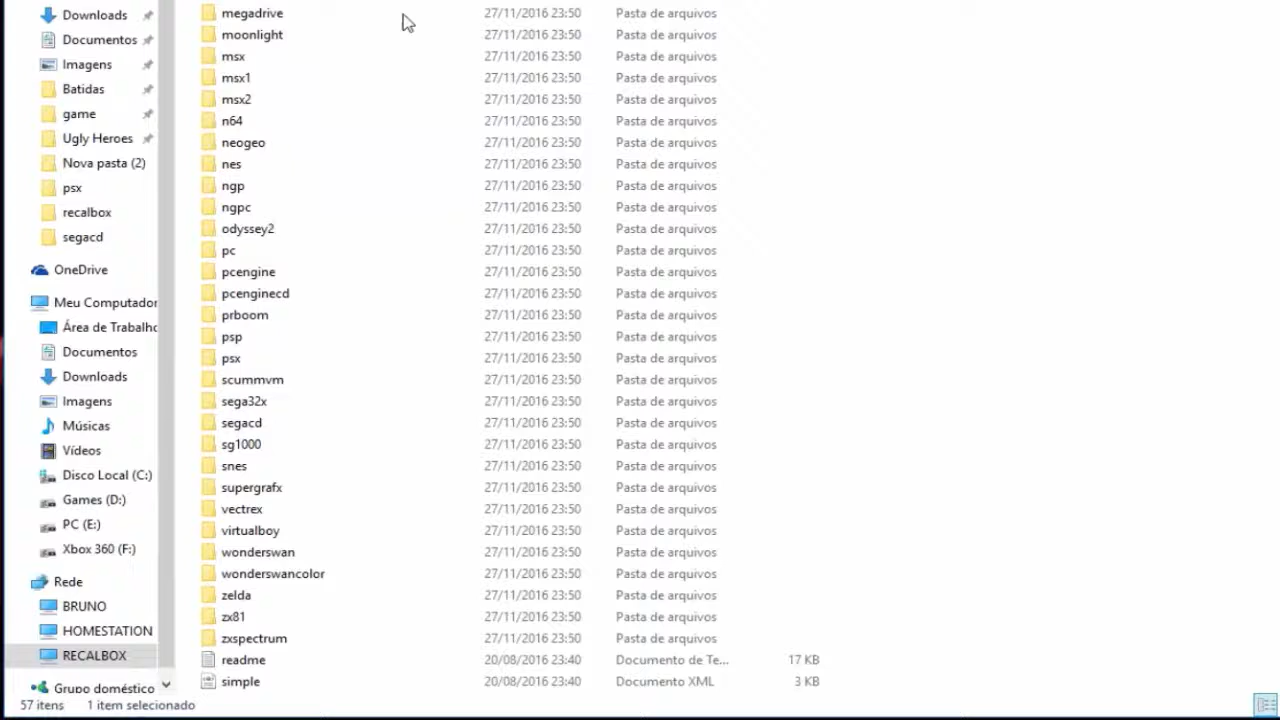 Downloads
Documentos
Imagens
Batidas
game
Ugly Heroes
Nova pasta (2)
psx
recalbox
segacd
OneDrive
Meu Computador
Área de Trabalho
Documentos
Downloads
Imagens
Músicas
Vídeos
Disco Local (C:)
Games (D:)
PC (E:)
Xbox 360 (F:)
Rede
BRUNO
HOMESTATION
RECALBOX
Grupo doméstico
megadrive 27/11/2016 23:50 Pasta de arquivos
moonlight 27/11/2016 23:50 Pasta de arquivos
msx 27/11/2016 23:50 Pasta de arquivos
msx1 27/11/2016 23:50 Pasta de arquivos
msx2 27/11/2016 23:50 Pasta de arquivos
n64 27/11/2016 23:50 Pasta de arquivos
neogeo 27/11/2016 23:50 Pasta de arquivos
nes 27/11/2016 23:50 Pasta de arquivos
ngp 27/11/2016 23:50 Pasta de arquivos
ngpc 27/11/2016 23:50 Pasta de arquivos
odyssey2 27/11/2016 23:50 Pasta de arquivos
pc 27/11/2016 23:50 Pasta de arquivos
pcengine 27/11/2016 23:50 Pasta de arquivos
pcenginecd 27/11/2016 23:50 Pasta de arquivos
prboom 27/11/2016 23:50 Pasta de arquivos
psp 27/11/2016 23:50 Pasta de arquivos
psx 27/11/2016 23:50 Pasta de arquivos
scummvm 27/11/2016 23:50 Pasta de arquivos
sega32x 27/11/2016 23:50 Pasta de arquivos
segacd 27/11/2016 23:50 Pasta de arquivos
sg1000 27/11/2016 23:50 Pasta de arquivos
snes 27/11/2016 23:50 Pasta de arquivos
supergrafx 27/11/2016 23:50 Pasta de arquivos
vectrex 27/11/2016 23:50 Pasta de arquivos
virtualboy 27/11/2016 23:50 Pasta de arquivos
wonderswan 27/11/2016 23:50 Pasta de arquivos
wonderswancolor 27/11/2016 23:50 Pasta de arquivos
zelda 27/11/2016 23:50 Pasta de arquivos
zx81 27/11/2016 23:50 Pasta de arquivos
zxspectrum 27/11/2016 23:50 Pasta de arquivos
readme 20/08/2016 23:40 Documento de Te... 17 KB
simple 20/08/2016 23:40 Documento XML 3 KB
57 itens 1 item selecionado